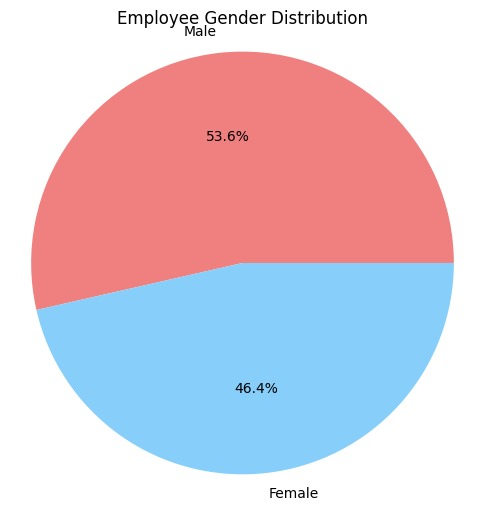 Employee Gender Distribution
Male
53.6%
46.4%
Female